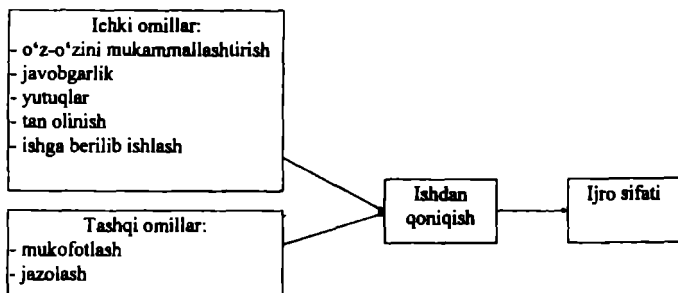 Ichki omillar:
- o‘z-o‘zini mukammallashtirish
- javobgarlik
- yutuqlar
- tan olinish
- ishga berilib ishlash
Tashqi omillar:
- mukofotlash
- jazolash
Ishdan
qoniqish
Ijro sifati